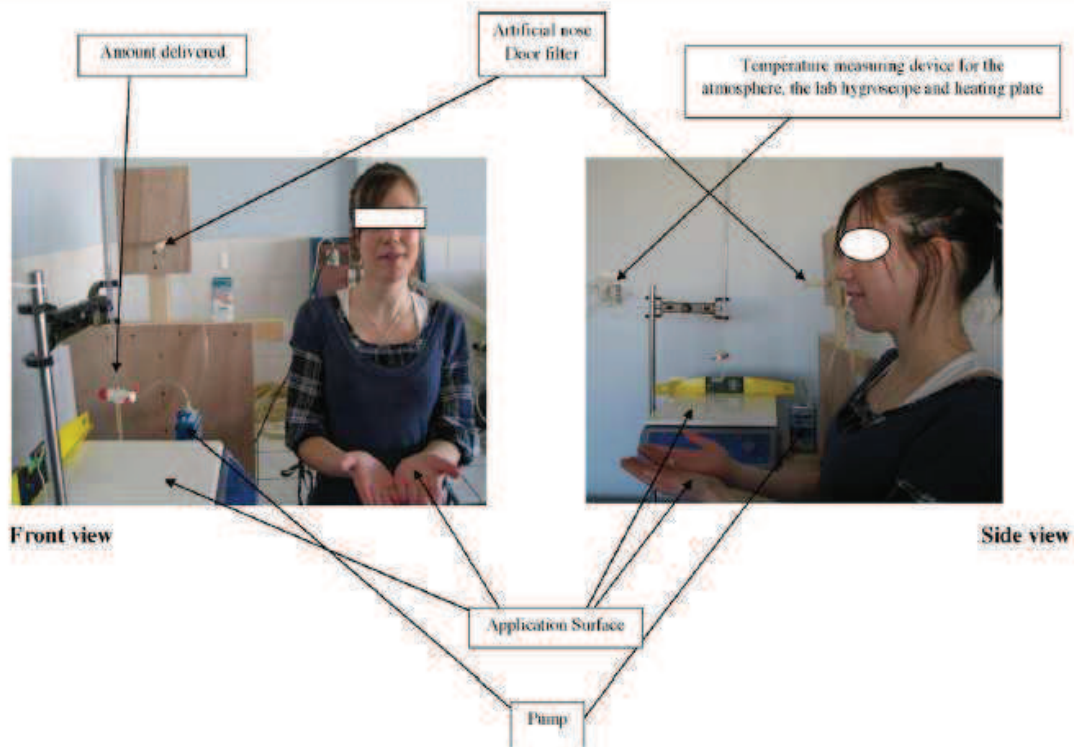 Artificial nose
Door filter
Amount delivered
Temperature measuring device for the
atmosphere, the lab hygroscope and heating plate
Front view
Side view
Application Surface
Pump